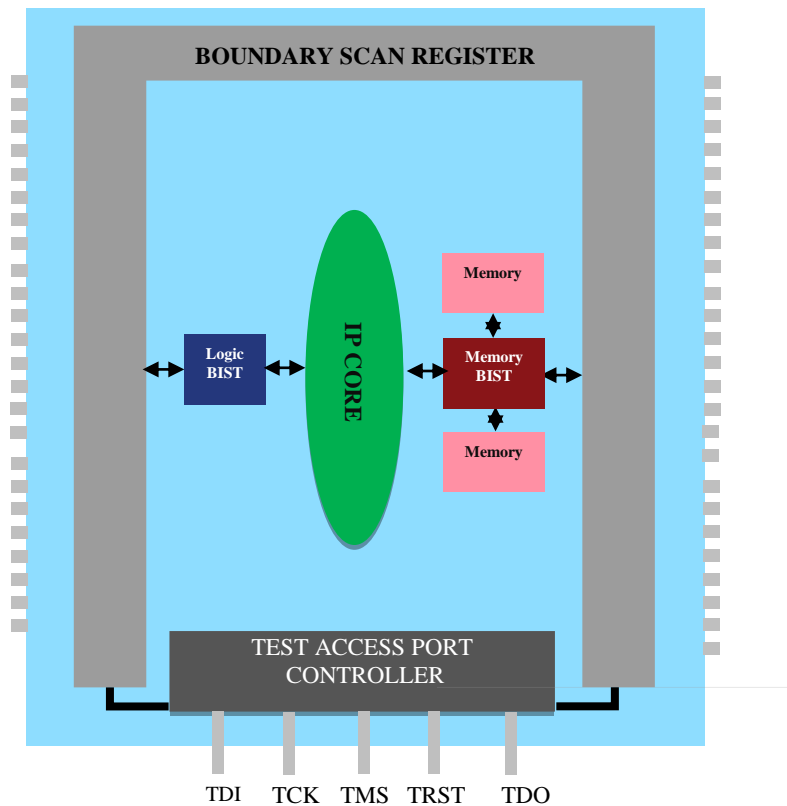 BOUNDARY SCAN REGISTER
Memory
Logic
BIST
IP CORE
Memory
BIST
Memory
TEST ACCESS PORT
CONTROLLER
TDI TCK TMS TRST TDO